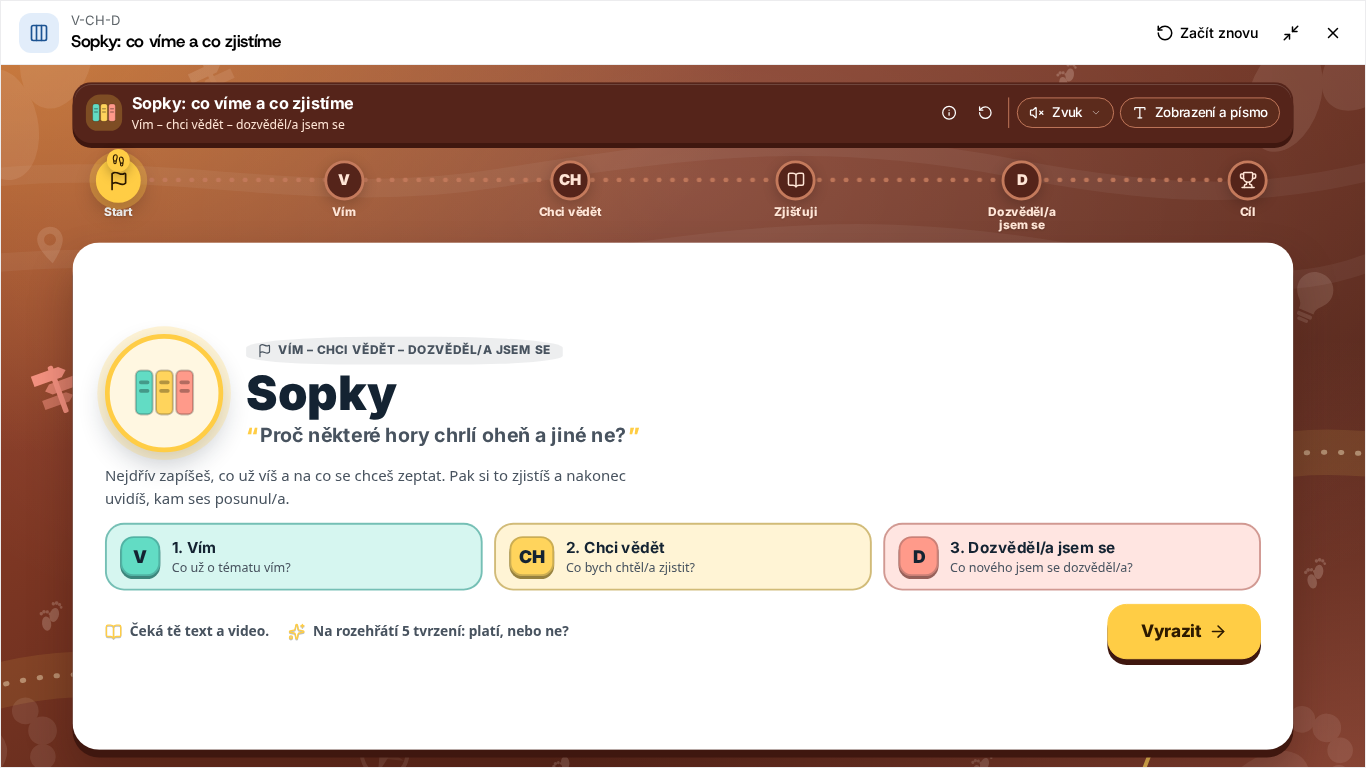 V-CH-D
Sopky: co víme a co zjistíme
Začít znovu
Sopky: co víme a co zjistíme
Vím – chci vědět – dozvěděl/a jsem se
Zvuk
Zobrazení a písmo
Start
V
Vím
CH
Chci vědět
Zjišťuji
D
Dozvěděl/a
jsem se
Cíl
VÍM – CHCI VĚDĚT – DOZVĚDĚL/A JSEM SE
Sopky
“Proč některé hory chrlí oheň a jiné ne?”
Nejdřív zapíšeš, co už víš a na co se chceš zeptat. Pak si to zjistíš a nakonec
uvidíš, kam ses posunul/a.
V
1. Vím
Co už o tématu vím?
CH
2. Chci vědět
Co bych chtěl/a zjistit?
D
3. Dozvěděl/a jsem se
Co nového jsem se dozvěděl/a?
Čeká tě text a video.
Na rozehřátí 5 tvrzení: platí, nebo ne?
Vyrazit